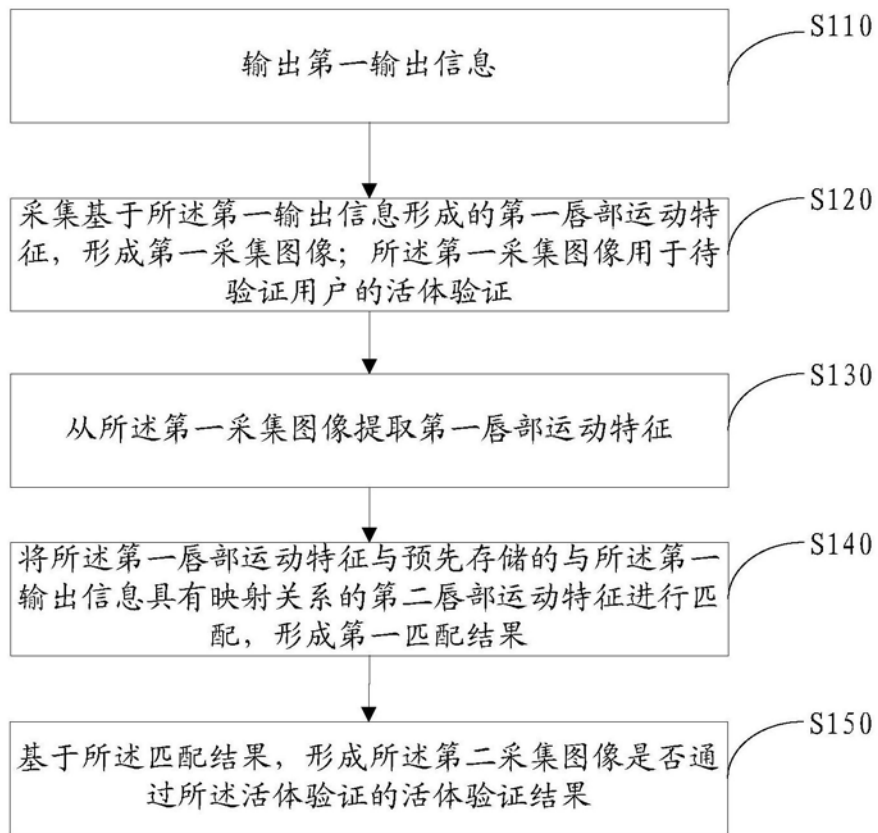 输出第一输出信息
S110
采集基于所述第一输出信息形成的第一唇部运动特
征，形成第一采集图像；所述第一采集图像用于待
验证用户的活体验证
S120
从所述第一采集图像提取第一唇部运动特征
S130
将所述第一唇部运动特征与预先存储的与所述第一
输出信息具有映射关系的第二唇部运动特征进行匹
配，形成第一匹配结果
S140
基于所述匹配结果，形成所述第二采集图像是否通
过所述活体验证的活体验证结果
S150